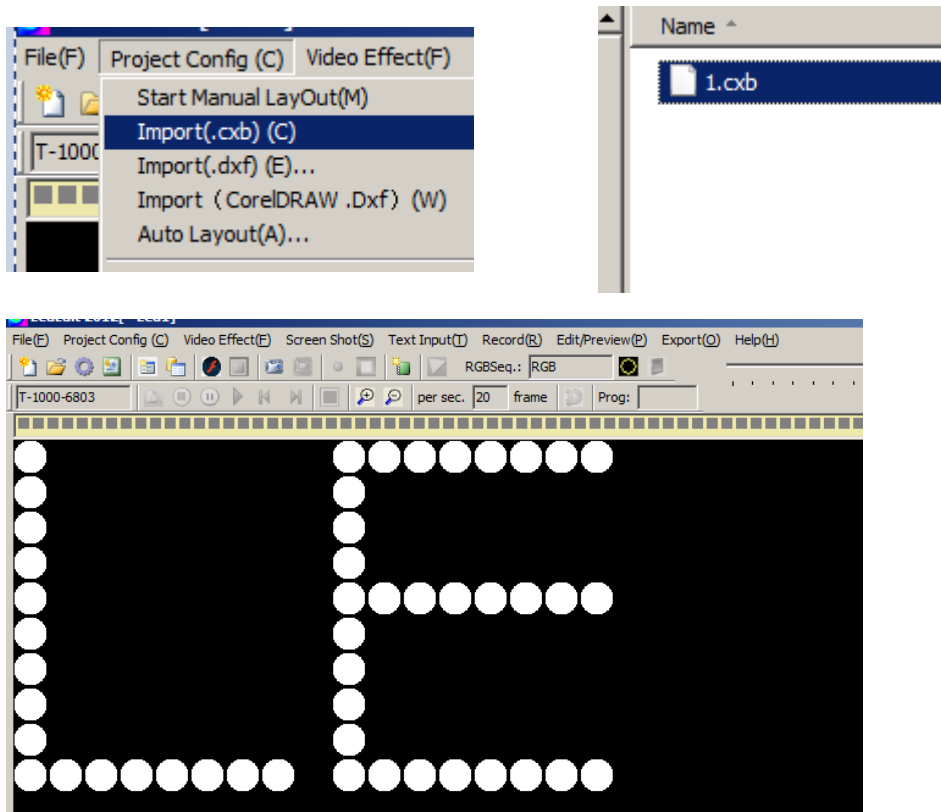 File(F) Project Config (C) Video Effect(F)
Start Manual LayOut(M)
Import(.cxb) (C)
T-1000
Import(.dxf) (E)...
Import（CorelDRAW .Dxf）(W)
Auto Layout(A)...
Name
1.cxb
File(F) Project Config (C) Video Effect(E) Screen Shot(S) Text Input(T) Record(R) Edit/Preview(P) Export(O) Help(H)
RGBSeq.: RGB
T-1000-6803 per sec. 20 frame Prog:
LE